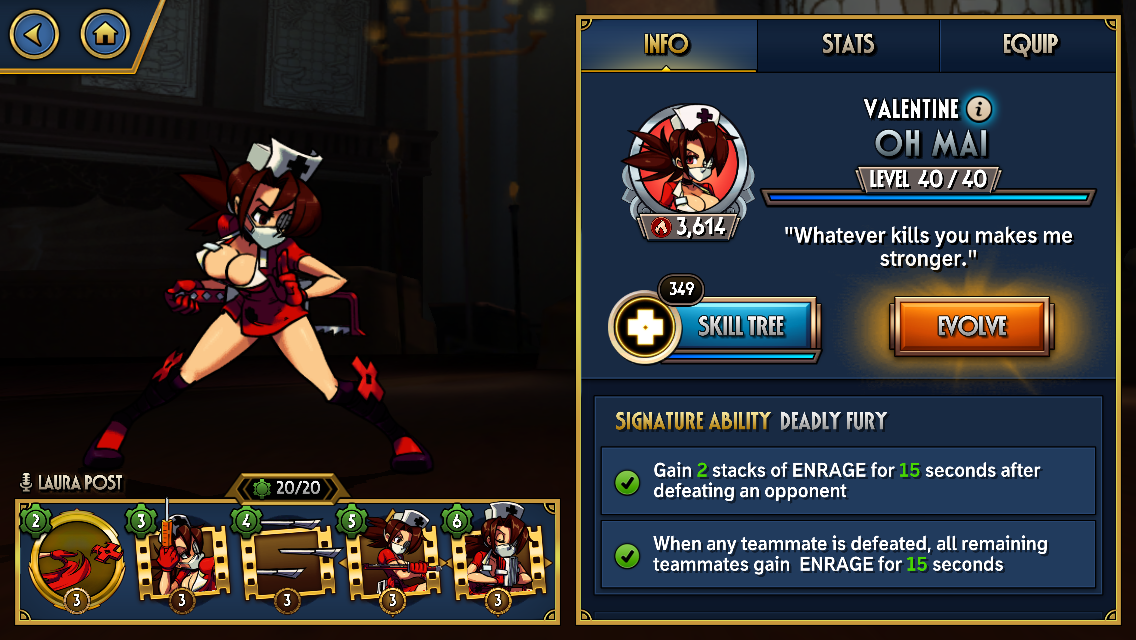 INFO
STATS
EQUIP
VALENTINE i
OH MAI
LEVEL 40 / 40
3,614
"Whatever kills you makes me
stronger."
349
SKILL TREE
EVOLVE
SIGNATURE ABILITY DEADLY FURY
Gain 2 stacks of ENRAGE for 15 seconds after
defeating an opponent
When any teammate is defeated, all remaining
teammates gain ENRAGE for 15 seconds
LAURA POST
20/20
2 3 4 5 6
3 3 3 3 3